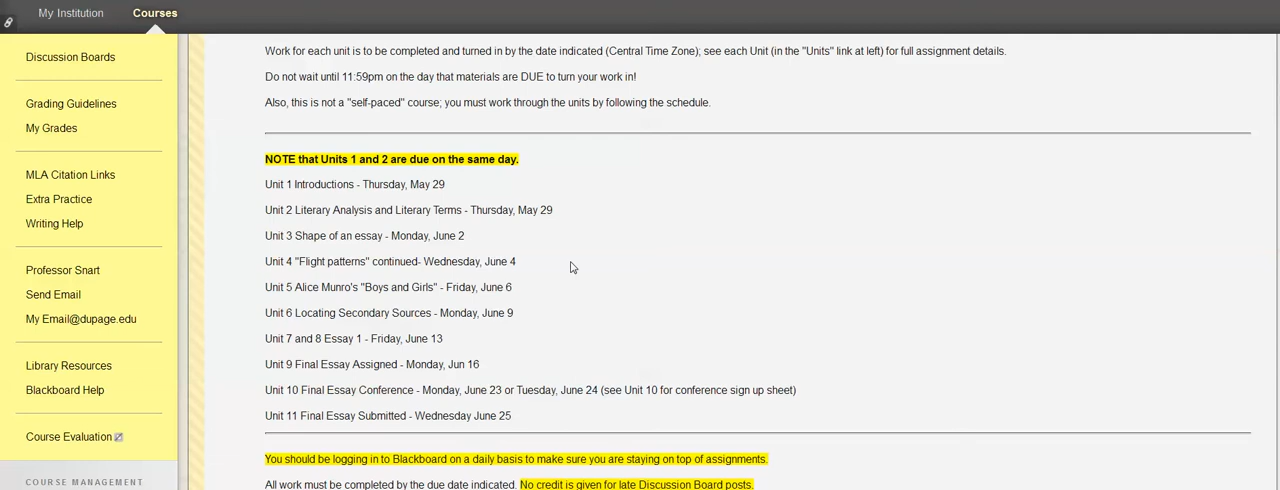 My Institution
Courses
Discussion Boards
Grading Guidelines
My Grades
MLA Citation Links
Extra Practice
Writing Help
Professor Snart
Send Email
My Email@dupage.edu
Library Resources
Blackboard Help
Course Evaluation
COURSE MANAGEMENT
Work for each unit is to be completed and turned in by the date indicated (Central Time Zone); see each Unit (in the "Units" link at left) for full assignment details.
Do not wait until 11:59pm on the day that materials are DUE to turn your work in!
Also, this is not a "self-paced" course; you must work through the units by following the schedule.
NOTE that Units 1 and 2 are due on the same day.
Unit 1 Introductions - Thursday, May 29
Unit 2 Literary Analysis and Literary Terms - Thursday, May 29
Unit 3 Shape of an essay - Monday, June 2
Unit 4 "Flight patterns" continued- Wednesday, June 4
Unit 5 Alice Munro's "Boys and Girls" - Friday, June 6
Unit 6 Locating Secondary Sources - Monday, June 9
Unit 7 and 8 Essay 1 - Friday, June 13
Unit 9 Final Essay Assigned - Monday, Jun 16
Unit 10 Final Essay Conference - Monday, June 23 or Tuesday, June 24 (see Unit 10 for conference sign up sheet)
Unit 11 Final Essay Submitted - Wednesday June 25
You should be logging in to Blackboard on a daily basis to make sure you are staying on top of assignments.
All work must be completed by the due date indicated. No credit is given for late Discussion Board posts.